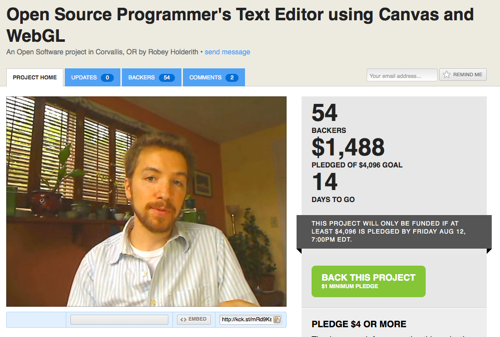 Open Source Programmer's Text Editor using Canvas and
WebGL
An Open Software project in Corvallis, OR by Robey Holderith • send message
PROJECT HOME UPDATES 0 BACKERS 54 COMMENTS 2
Your email address... REMIND ME
54
BACKERS
$1,488
PLEDGED OF $4,096 GOAL
14
DAYS TO GO
THIS PROJECT WILL ONLY BE FUNDED IF AT
LEAST $4,096 IS PLEDGED BY FRIDAY AUG 12,
7:00PM EDT.
BACK THIS PROJECT
$1 MINIMUM PLEDGE
<> EMBED
PLEDGE $4 OR MORE